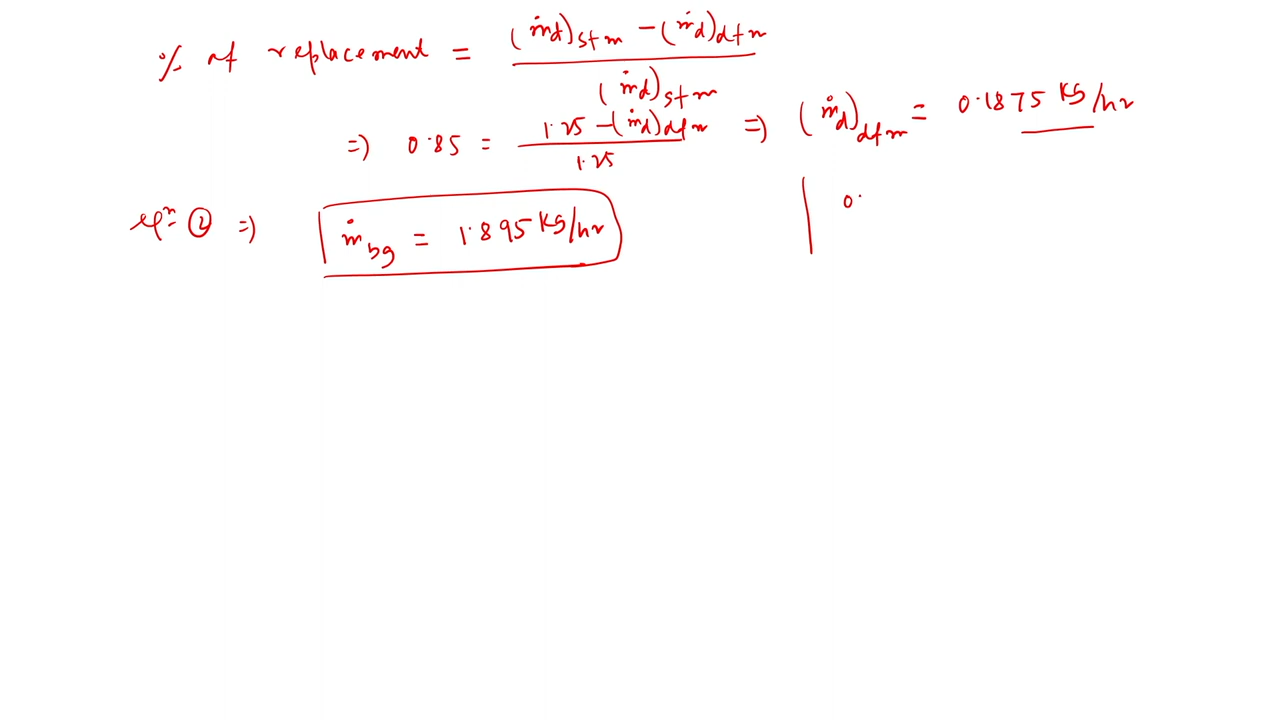 % of replacement = ((ṁd)stm − (ṁd)dfm) / (ṁd)stm
=) 0.85 = (1.25 − (ṁd)dfm) / 1.25 =) (ṁd)dfm = 0.1875 KG/hr
eqn ② =) ṁbg = 1.895 KG/hr | 0.